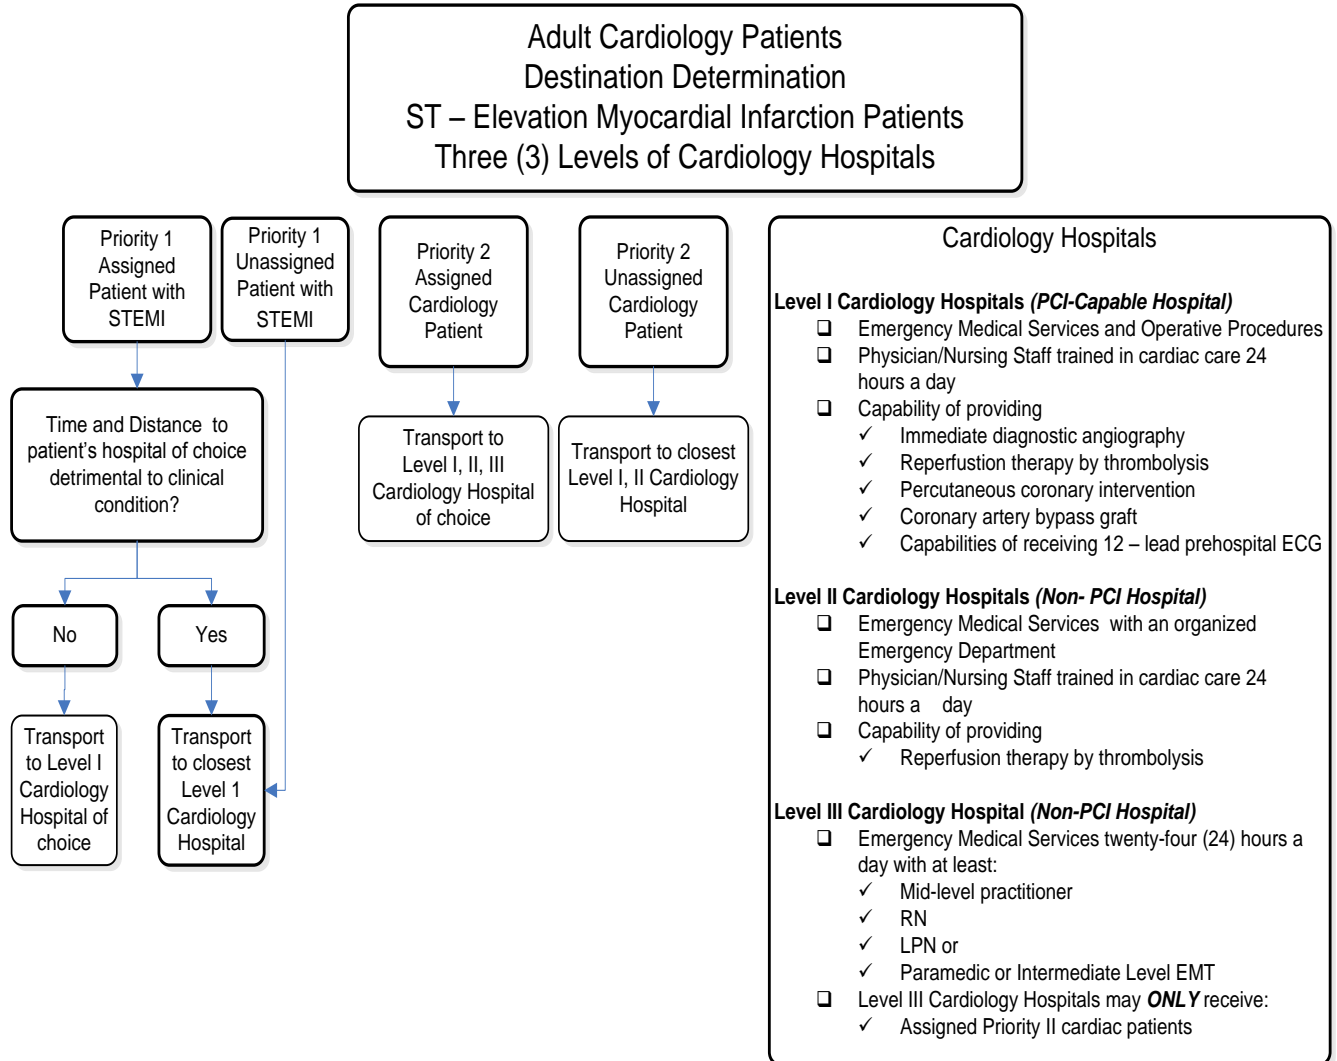 Adult Cardiology Patients
Destination Determination
ST – Elevation Myocardial Infarction Patients
Three (3) Levels of Cardiology Hospitals
Priority 1
Assigned
Patient with
STEMI
Priority 1
Unassigned
Patient with
STEMI
Priority 2
Assigned
Cardiology
Patient
Priority 2
Unassigned
Cardiology
Patient
Time and Distance to
patient’s hospital of choice
detrimental to clinical
condition?
Transport to
Level I, II, III
Cardiology Hospital
of choice
Transport to closest
Level I, II Cardiology
Hospital
No
Yes
Transport
to Level I
Cardiology
Hospital of
choice
Transport
to closest
Level 1
Cardiology
Hospital
Cardiology Hospitals
Level I Cardiology Hospitals (PCI-Capable Hospital)
❑ Emergency Medical Services and Operative Procedures
❑ Physician/Nursing Staff trained in cardiac care 24
hours a day
❑ Capability of providing
✓ Immediate diagnostic angiography
✓ Reperfustion therapy by thrombolysis
✓ Percutaneous coronary intervention
✓ Coronary artery bypass graft
✓ Capabilities of receiving 12 – lead prehospital ECG
Level II Cardiology Hospitals (Non- PCI Hospital)
❑ Emergency Medical Services with an organized
Emergency Department
❑ Physician/Nursing Staff trained in cardiac care 24
hours a day
❑ Capability of providing
✓ Reperfusion therapy by thrombolysis
Level III Cardiology Hospital (Non-PCI Hospital)
❑ Emergency Medical Services twenty-four (24) hours a
day with at least:
✓ Mid-level practitioner
✓ RN
✓ LPN or
✓ Paramedic or Intermediate Level EMT
❑ Level III Cardiology Hospitals may ONLY receive:
✓ Assigned Priority II cardiac patients